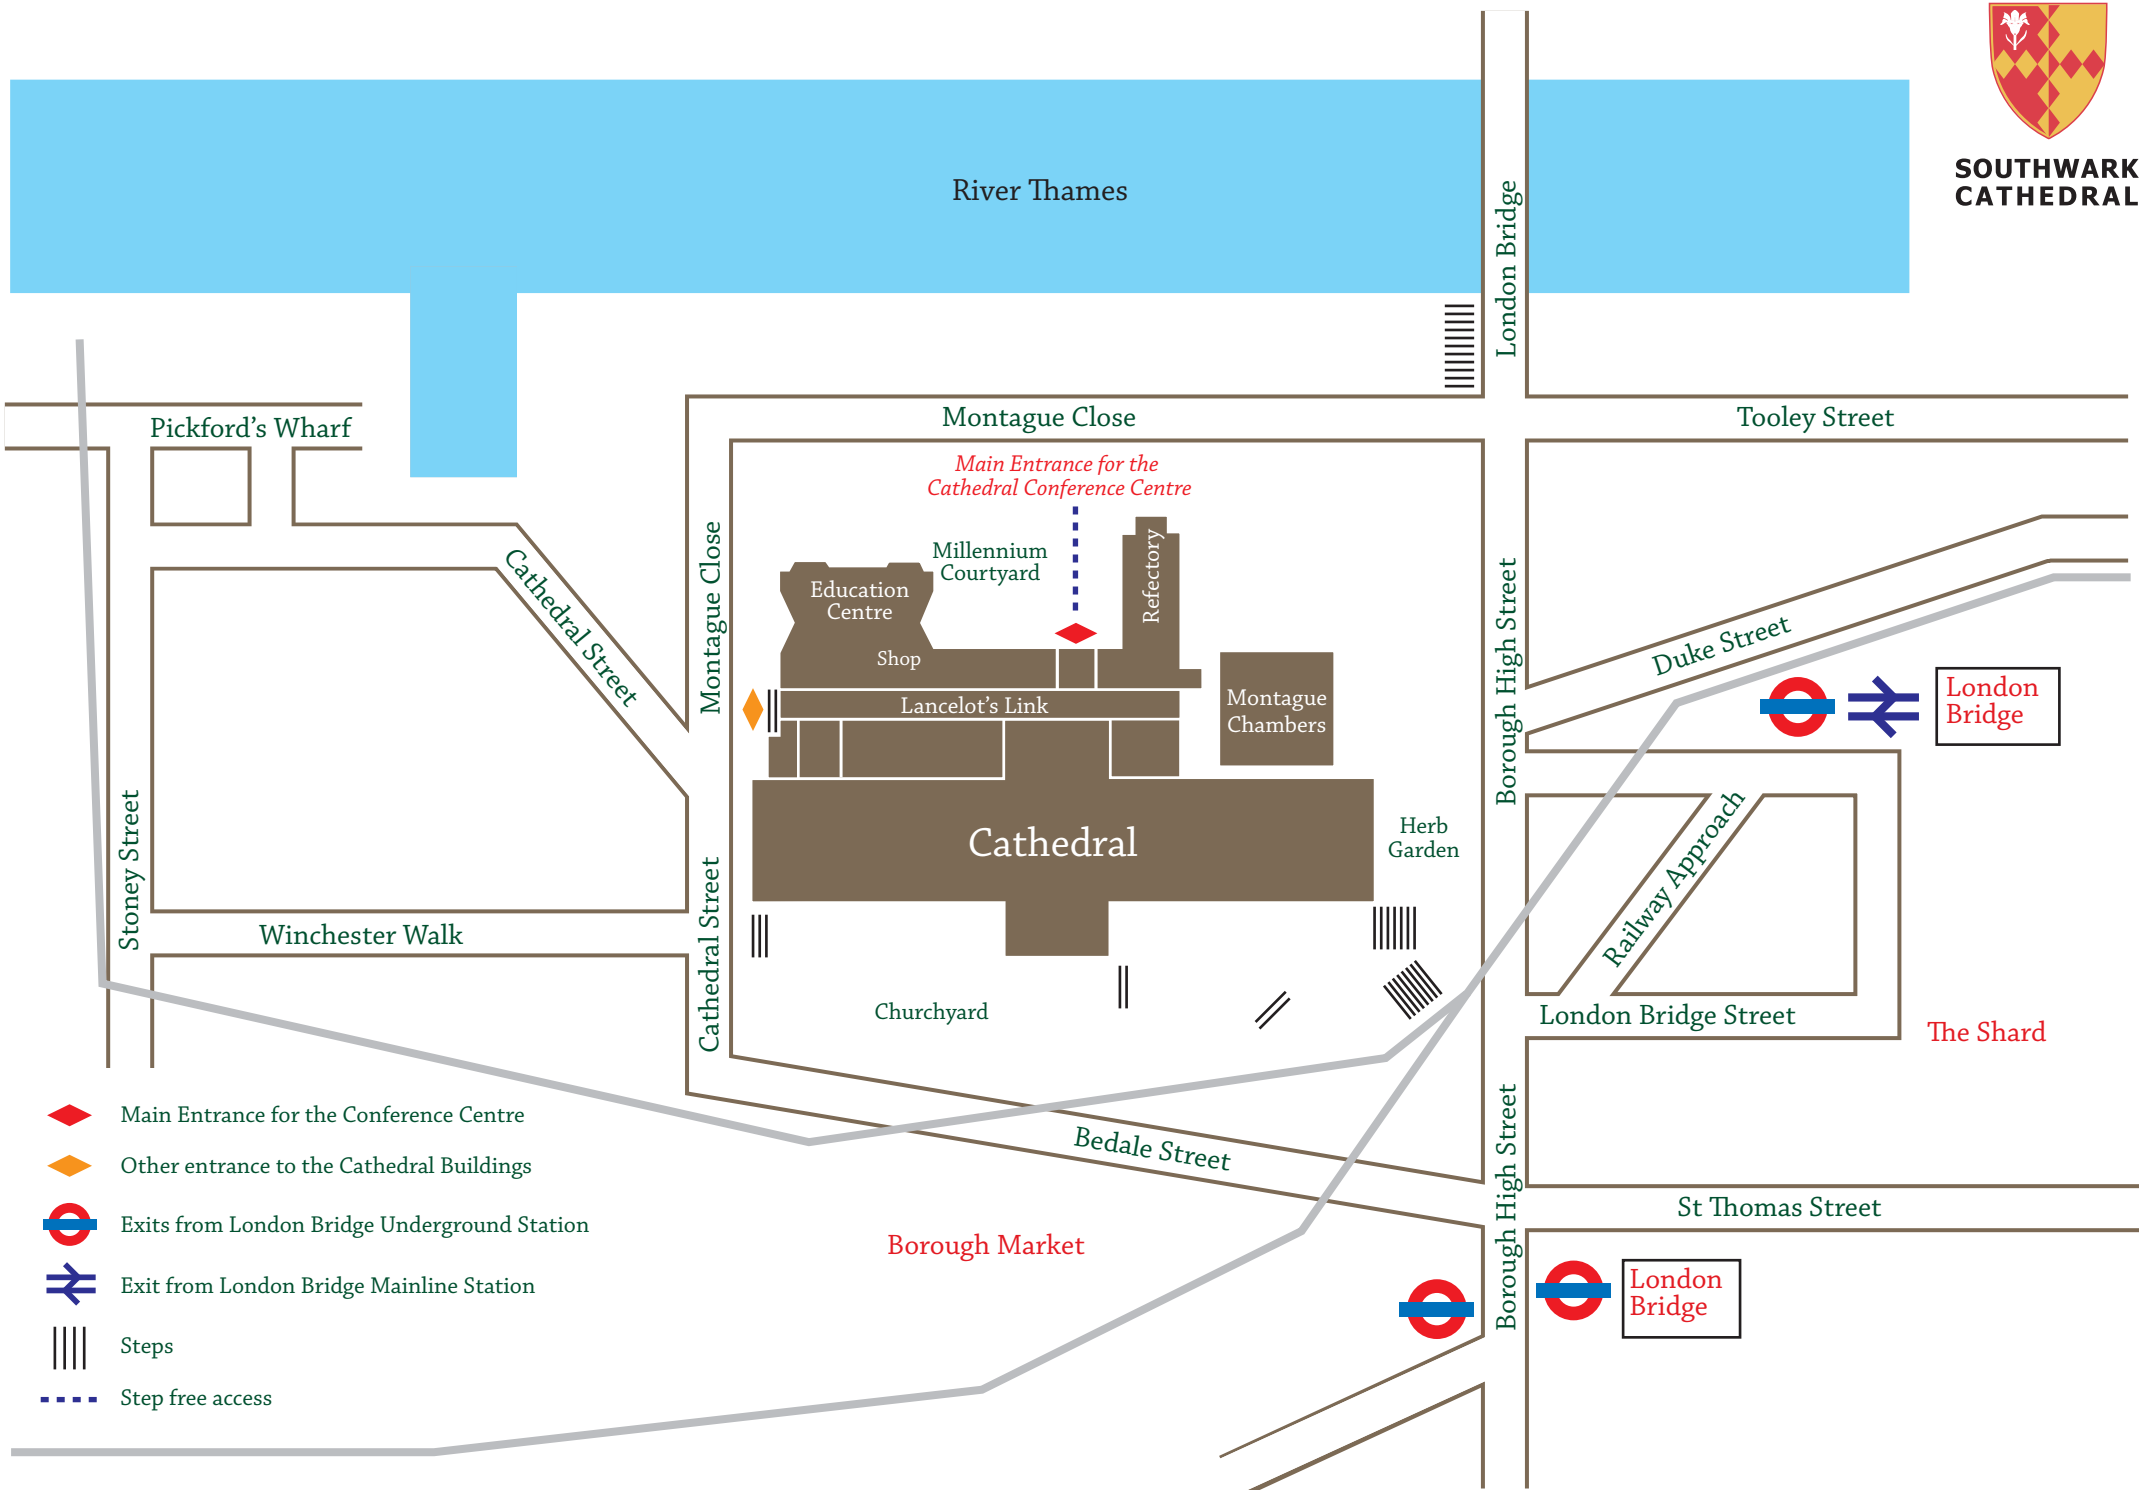 SOUTHWARK
CATHEDRAL
River Thames
London Bridge
Pickford's Wharf
Montague Close
Tooley Street
Main Entrance for the
Cathedral Conference Centre
Millennium
Courtyard
Refectory
Education
Centre
Shop
Lancelot's Link
Montague
Chambers
Cathedral Street
Montague Close
Borough High Street
Duke Street
London
Bridge
Stoney Street
Cathedral
Herb
Garden
Railway Approach
Winchester Walk
Cathedral Street
Churchyard
London Bridge Street
The Shard
Bedale Street
Borough High Street
St Thomas Street
Borough Market
London
Bridge
Main Entrance for the Conference Centre
Other entrance to the Cathedral Buildings
Exits from London Bridge Underground Station
Exit from London Bridge Mainline Station
Steps
Step free access